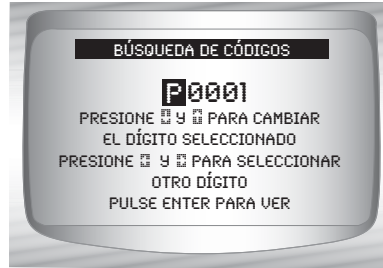 BÚSQUEDA DE CÓDIGOS
P0001
PRESIONE Y PARA CAMBIAR
EL DÍGITO SELECCIONADO
PRESIONE Y PARA SELECCIONAR
OTRO DÍGITO
PULSE ENTER PARA VER